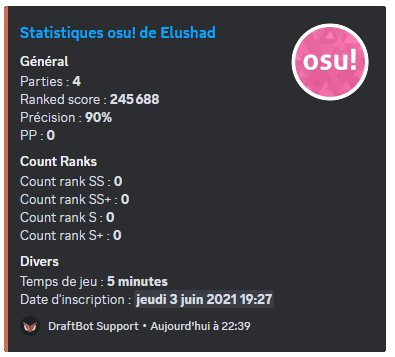 Statistiques osu! de Elushad
osu!
Général
Parties : 4
Ranked score : 245 688
Précision : 90%
PP : 0
Count Ranks
Count rank SS : 0
Count rank SS+ : 0
Count rank S : 0
Count rank S+ : 0
Divers
Temps de jeu : 5 minutes
Date d'inscription : jeudi 3 juin 2021 19:27
DraftBot Support • Aujourd'hui à 22:39